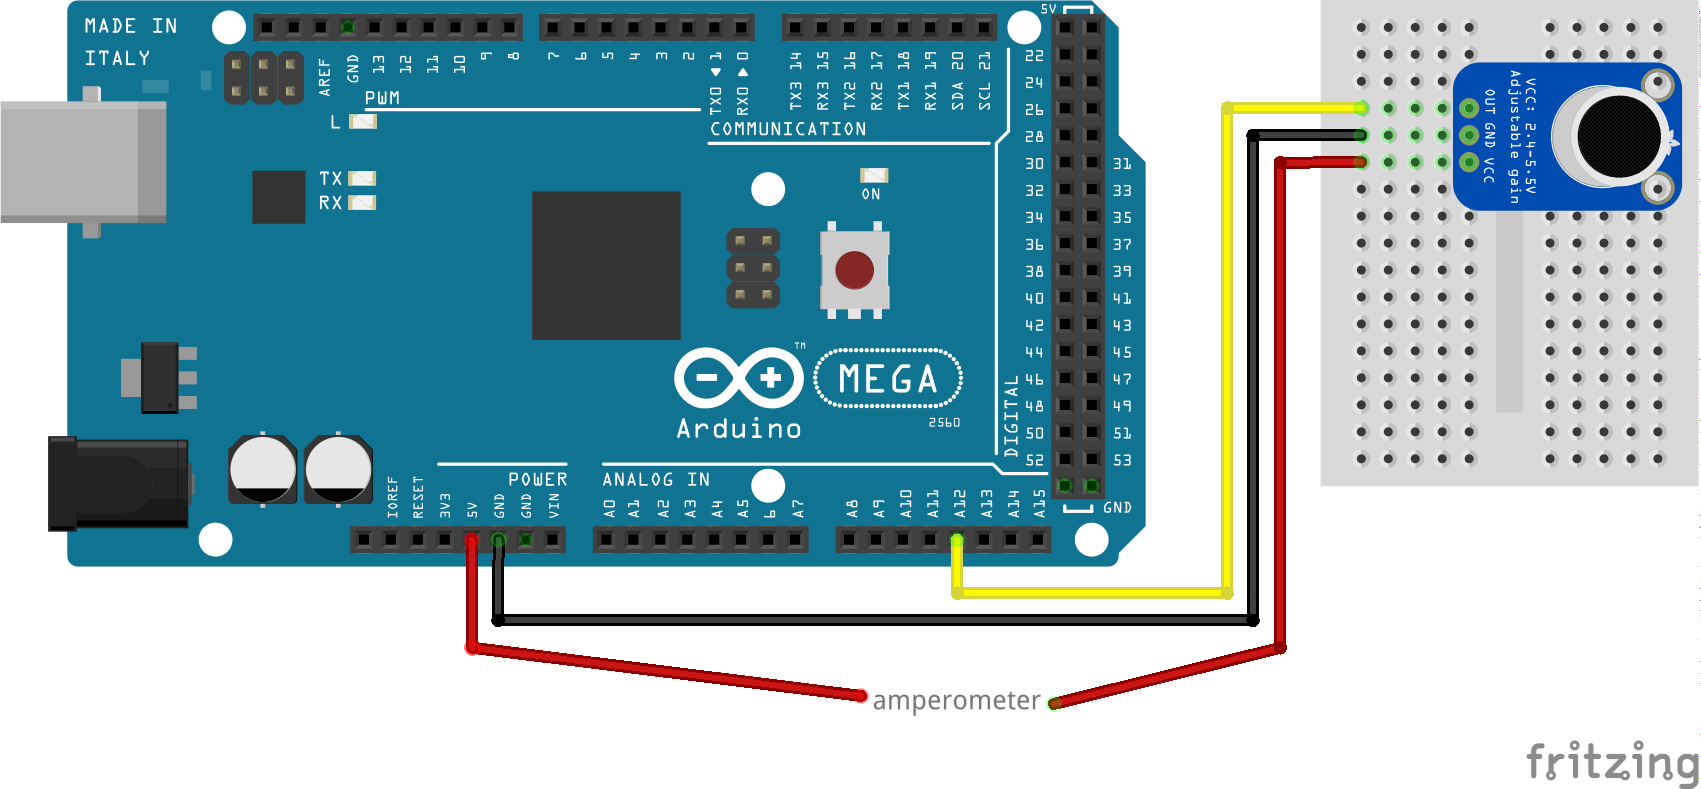 MADE IN
ITALY
AREF
GND
13
12
11
10
9
8
7
6
5
4
3
2
TX0 1
RX0 0
TX3 14
RX3 15
TX2 16
RX2 17
TX1 18
RX1 19
SDA 20
SCL 21
5V
PWM
L
TX
RX
COMMUNICATION
ON
22
24
26
28
30 31
32 33
34 35
36 37
38 39
40 41
42 43
44 45
46 47
48 49
50 51
52 53
DIGITAL
GND
TM
MEGA
Arduino
2560
POWER
ANALOG IN
IOREF
RESET
3V3
5V
GND
GND
VIN
A0
A1
A2
A3
A4
A5
6
A7
A8
A9
A10
A11
A12
A13
A14
A15
OUT GND VCC
VCC: 2.4-5.5V
Adjustable gain
amperometer
fritzing